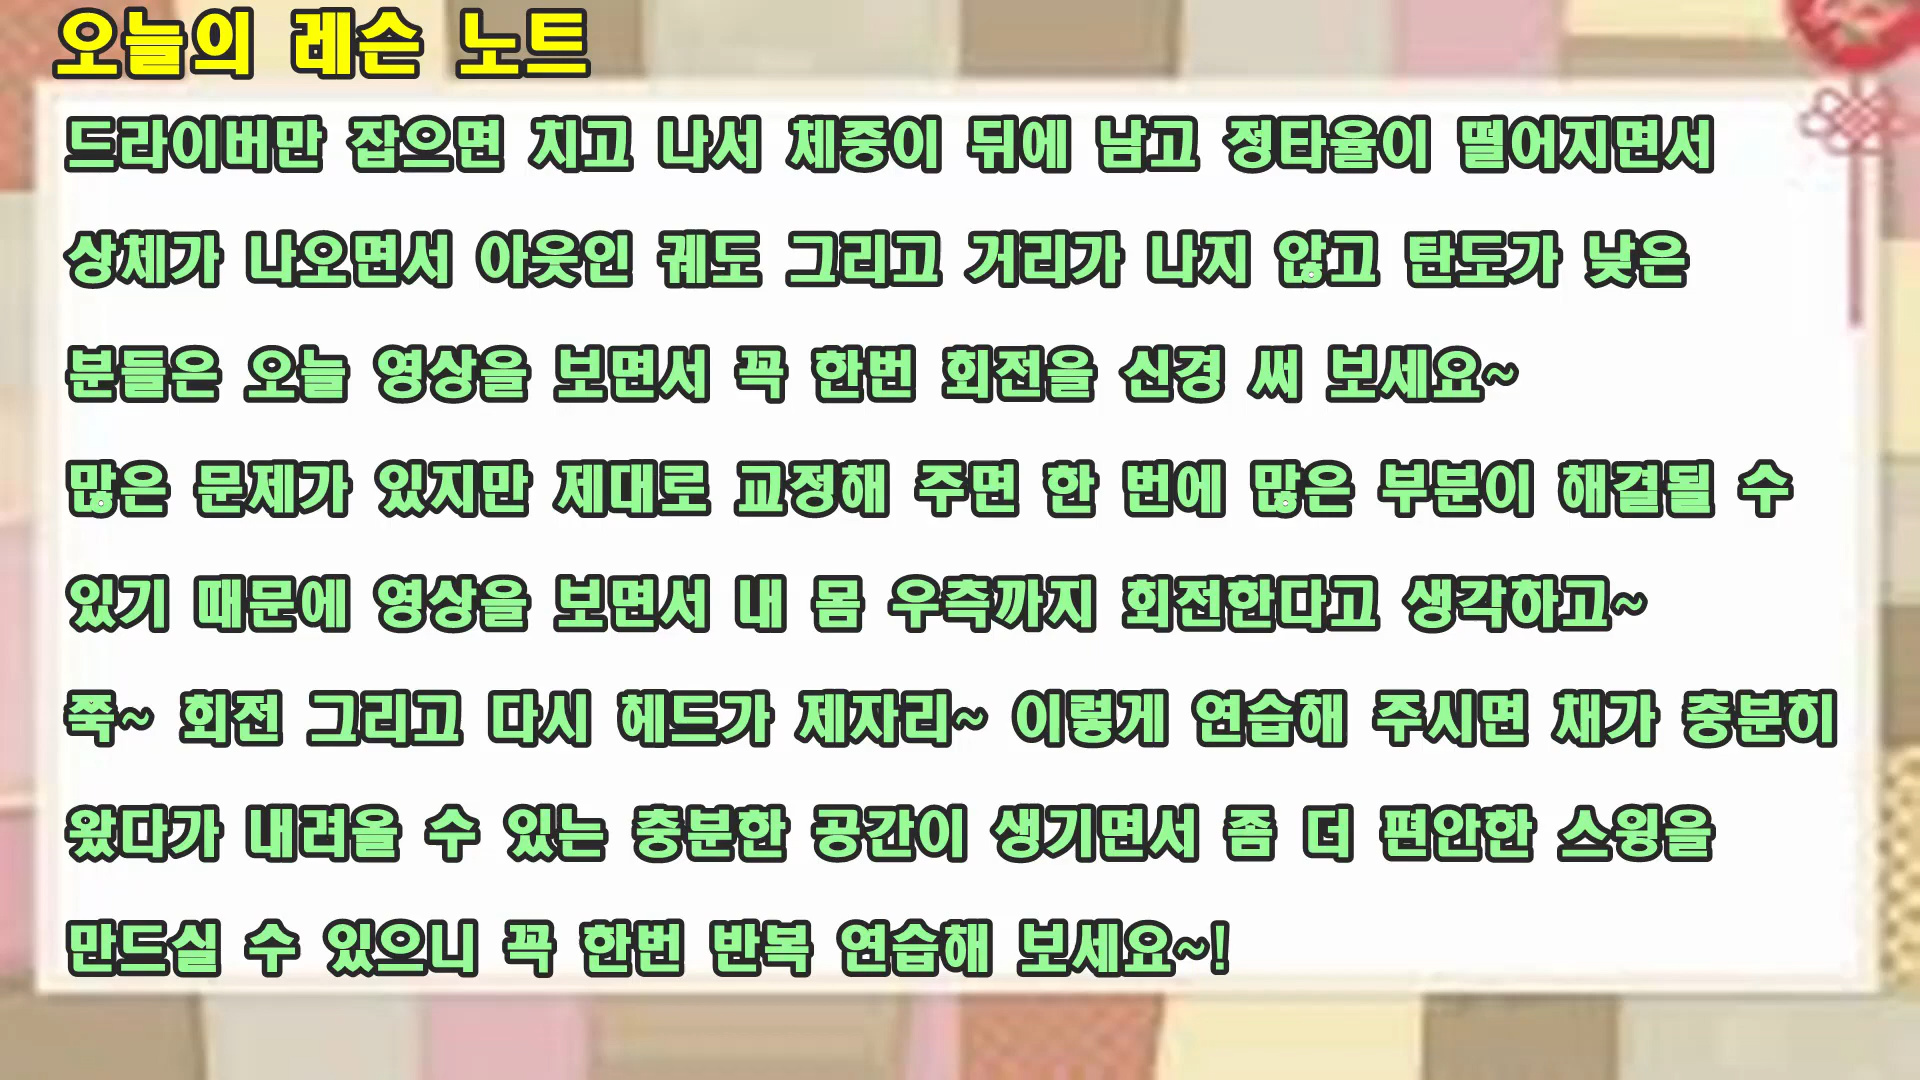 오늘의 레슨 노트
드라이버만 잡으면 치고 나서 체중이 뒤에 남고 정타율이 떨어지면서
상체가 나오면서 아웃인 궤도 그리고 거리가 나지 않고 탄도가 낮은
분들은 오늘 영상을 보면서 꼭 한번 회전을 신경 써 보세요~
많은 문제가 있지만 제대로 교정해 주면 한 번에 많은 부분이 해결될 수
있기 때문에 영상을 보면서 내 몸 우측까지 회전한다고 생각하고~
쭉~ 회전 그리고 다시 헤드가 제자리~ 이렇게 연습해 주시면 채가 충분히
왔다가 내려올 수 있는 충분한 공간이 생기면서 좀 더 편안한 스윙을
만드실 수 있으니 꼭 한번 반복 연습해 보세요~!